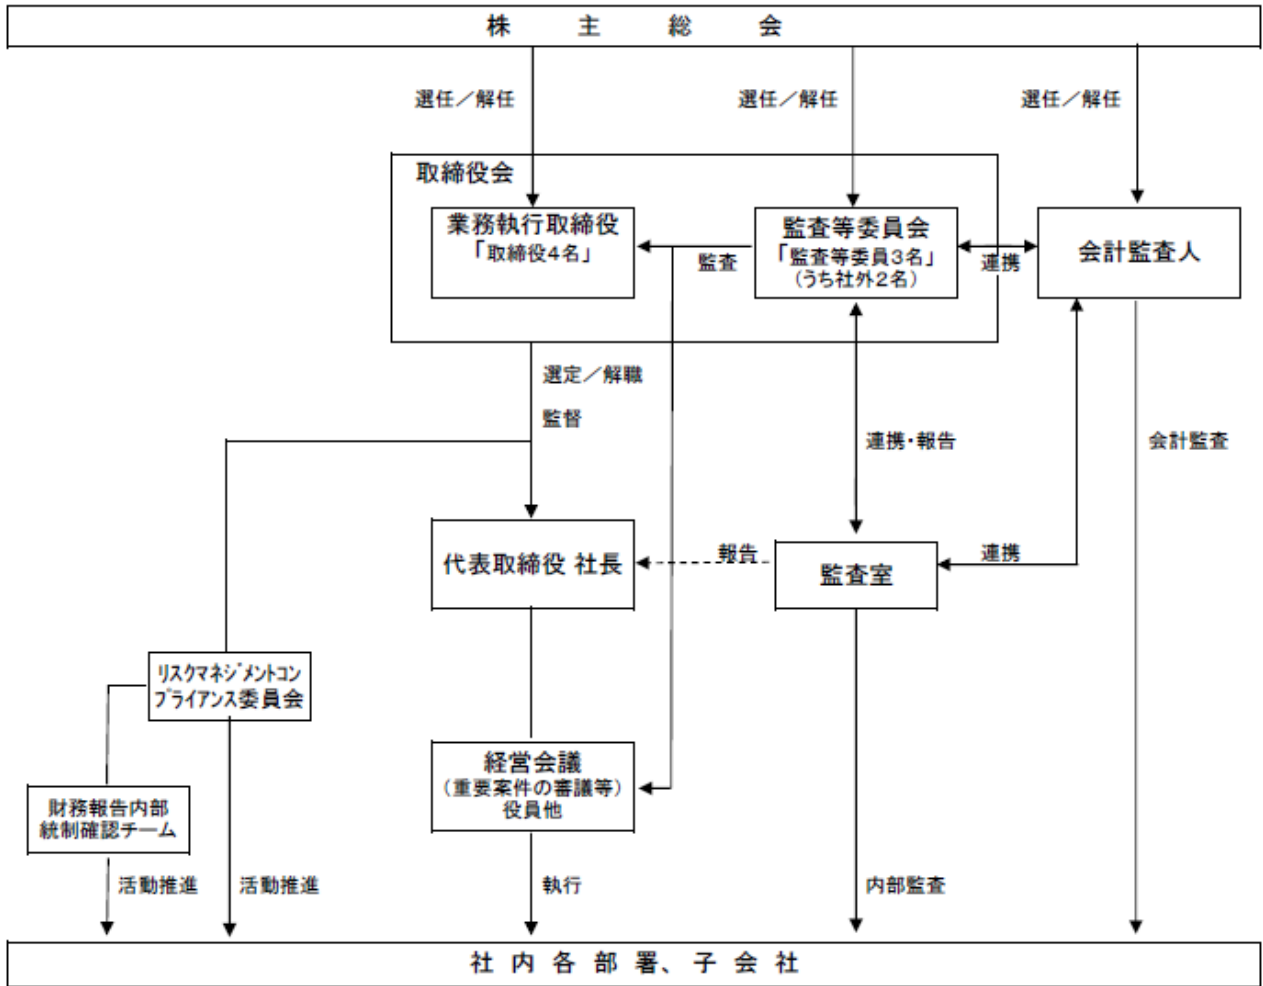 株主総会
選任／解任
選任／解任
選任／解任
取締役会
業務執行取締役
「取締役4名」
監査等委員会
「監査等委員3名」
(うち社外2名)
会計監査人
監査
連携
選定／解職
監督
連携・報告
会計監査
代表取締役 社長
報告
監査室
連携
リスクマネジメントコン
プライアンス委員会
経営会議
(重要案件の審議等)
役員他
財務報告内部
統制確認チーム
活動推進
活動推進
執行
内部監査
社内各部署、子会社